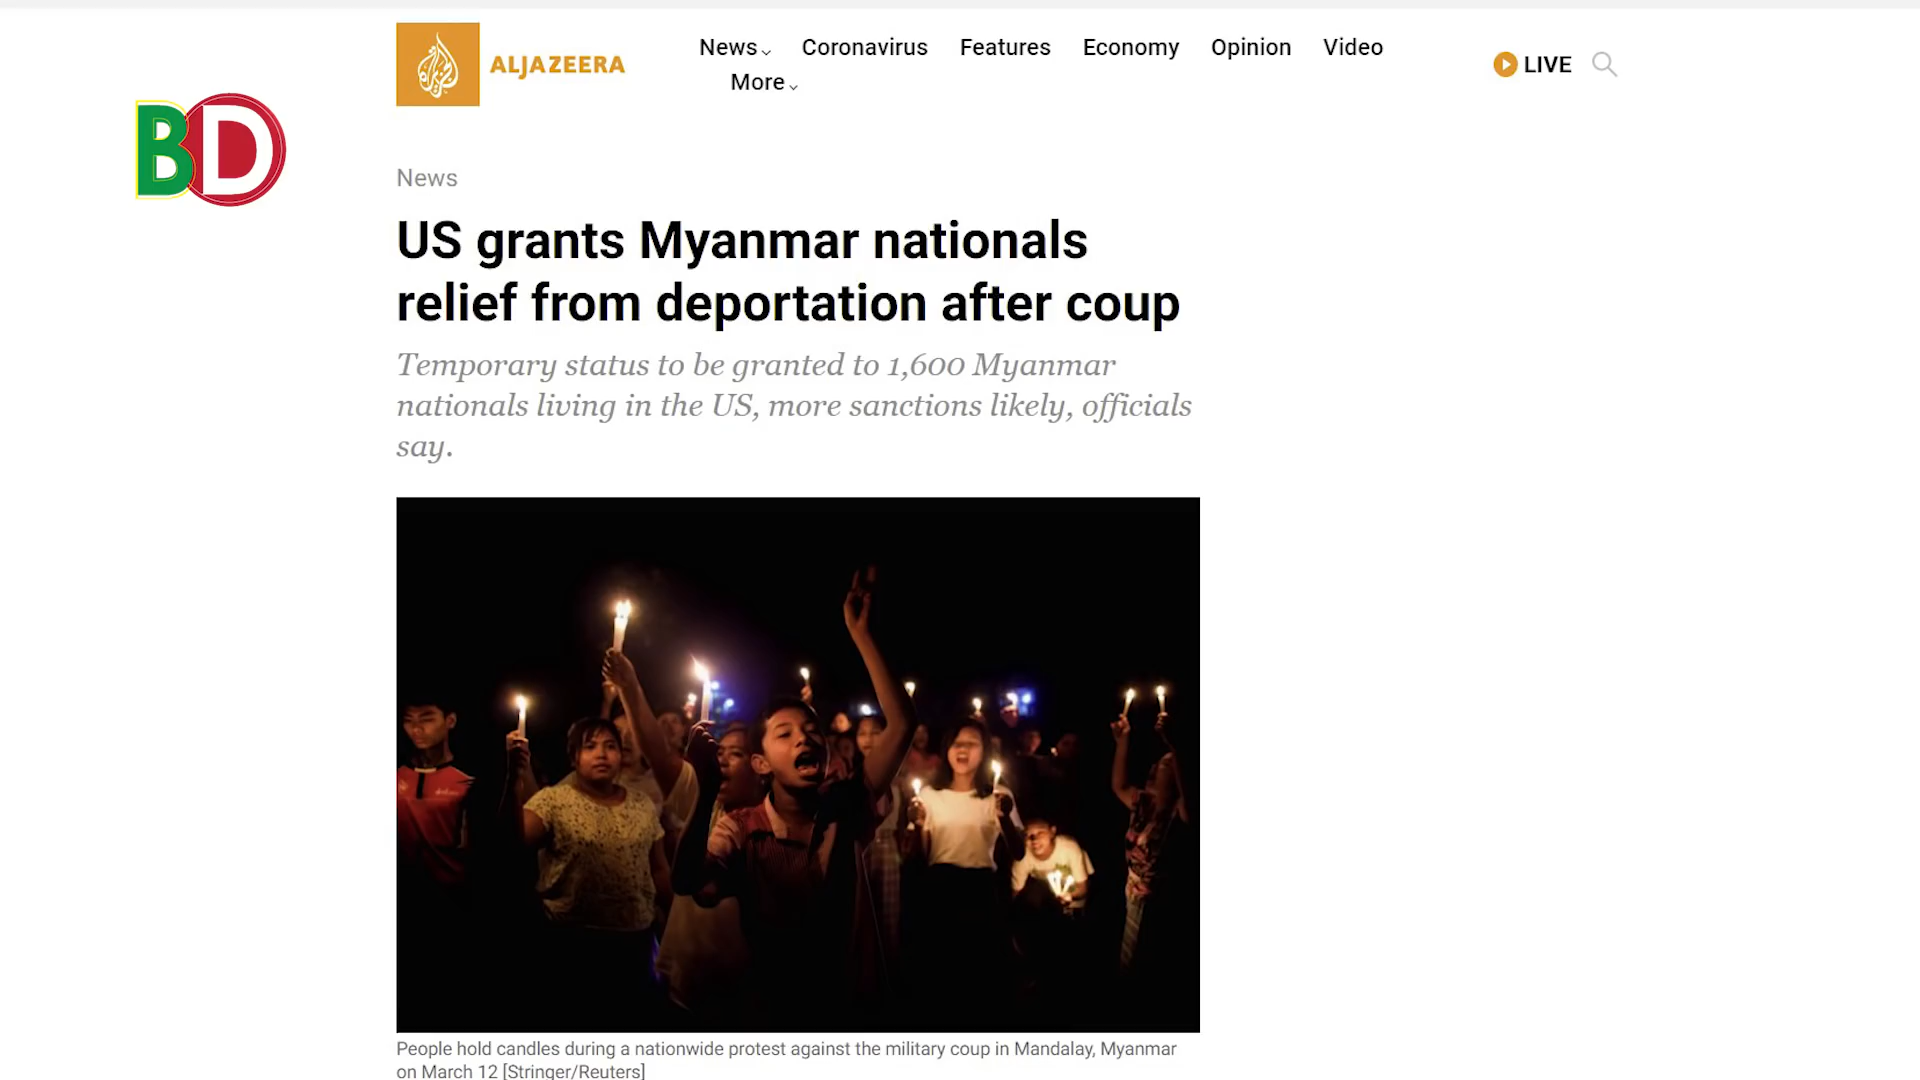 ALJAZEERA
News
Coronavirus
Features
Economy
Opinion
Video
More
LIVE
BD
News
US grants Myanmar nationals
relief from deportation after coup
Temporary status to be granted to 1,600 Myanmar
nationals living in the US, more sanctions likely, officials
say.
People hold candles during a nationwide protest against the military coup in Mandalay, Myanmar
on March 12 [Stringer/Reuters]